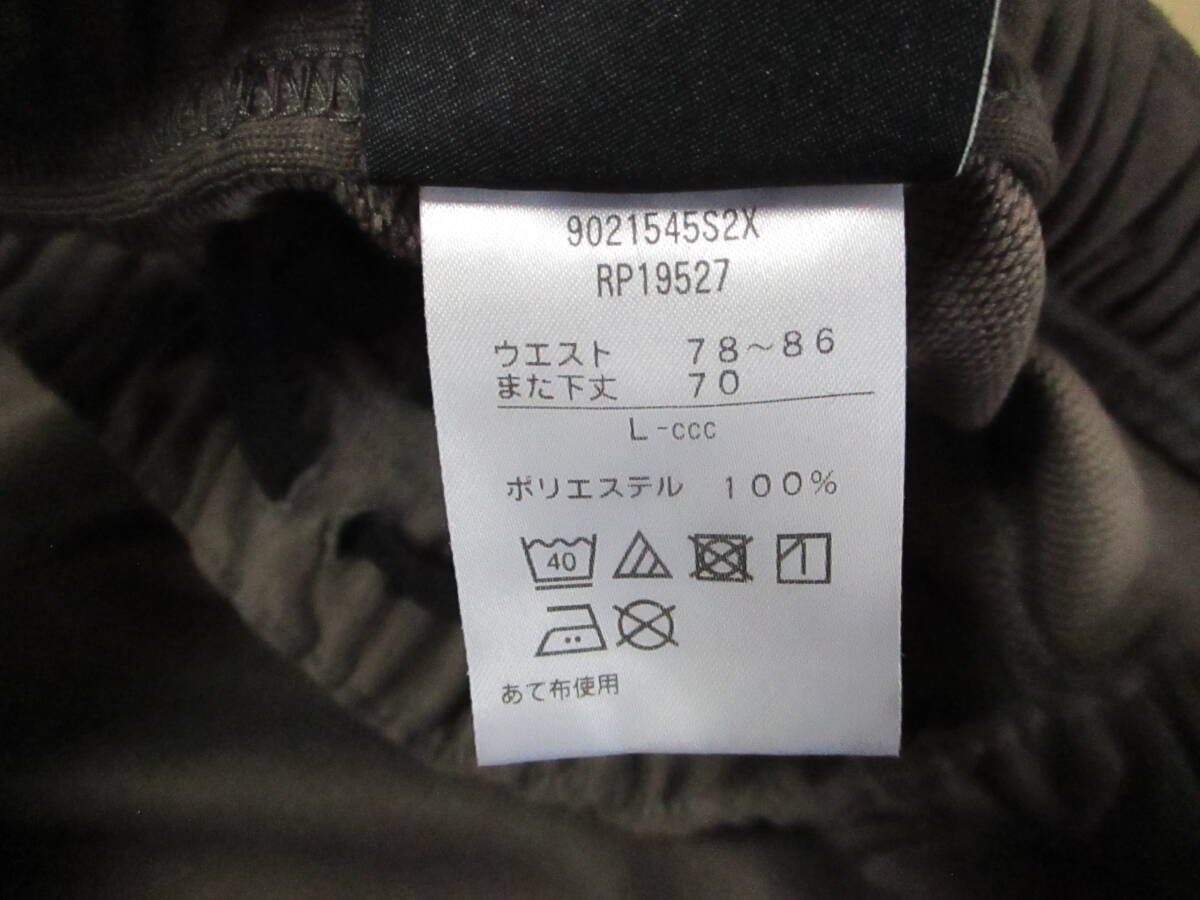 9021545S2X
RP19527
ウエスト 78～86
また下丈 70
L-ccc
ポリエステル 100%
40
あて布使用